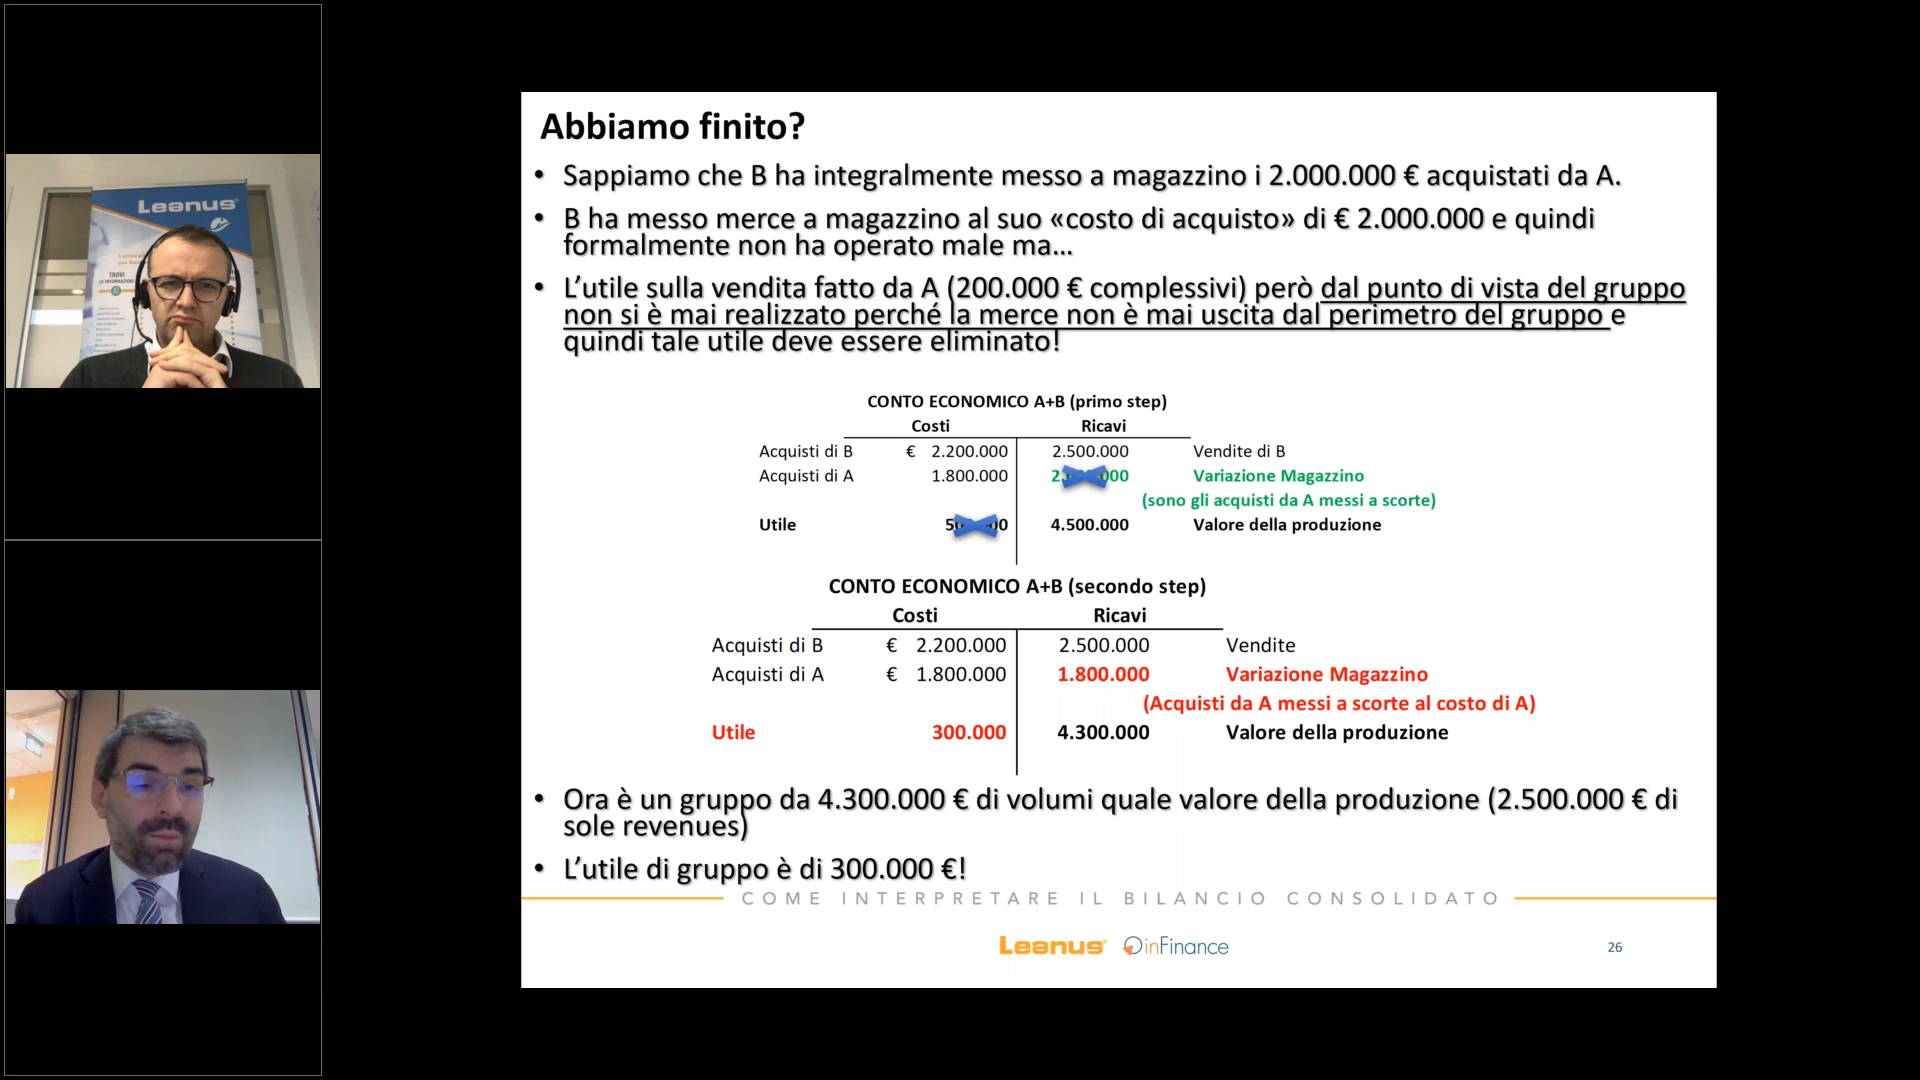 Abbiamo finito?
• Sappiamo che B ha integralmente messo a magazzino i 2.000.000 € acquistati da A.
• B ha messo merce a magazzino al suo «costo di acquisto» di € 2.000.000 e quindi
formalmente non ha operato male ma…
• L'utile sulla vendita fatto da A (200.000 € complessivi) però dal punto di vista del gruppo
non si è mai realizzato perché la merce non è mai uscita dal perimetro del gruppo e
quindi tale utile deve essere eliminato!
CONTO ECONOMICO A+B (primo step)
Costi Ricavi
Acquisti di B € 2.200.000 2.500.000 Vendite di B
Acquisti di A 1.800.000 Variazione Magazzino
(sono gli acquisti da A messi a scorte)
Utile 4.500.000 Valore della produzione
CONTO ECONOMICO A+B (secondo step)
Costi Ricavi
Acquisti di B € 2.200.000 2.500.000 Vendite
Acquisti di A € 1.800.000 1.800.000 Variazione Magazzino
(Acquisti da A messi a scorte al costo di A)
Utile 300.000 4.300.000 Valore della produzione
• Ora è un gruppo da 4.300.000 € di volumi quale valore della produzione (2.500.000 € di
sole revenues)
• L'utile di gruppo è di 300.000 €!
COME INTERPRETARE IL BILANCIO CONSOLIDATO
Leanus inFinance
26
Leanus
TROVI
LE INFORMAZIONI